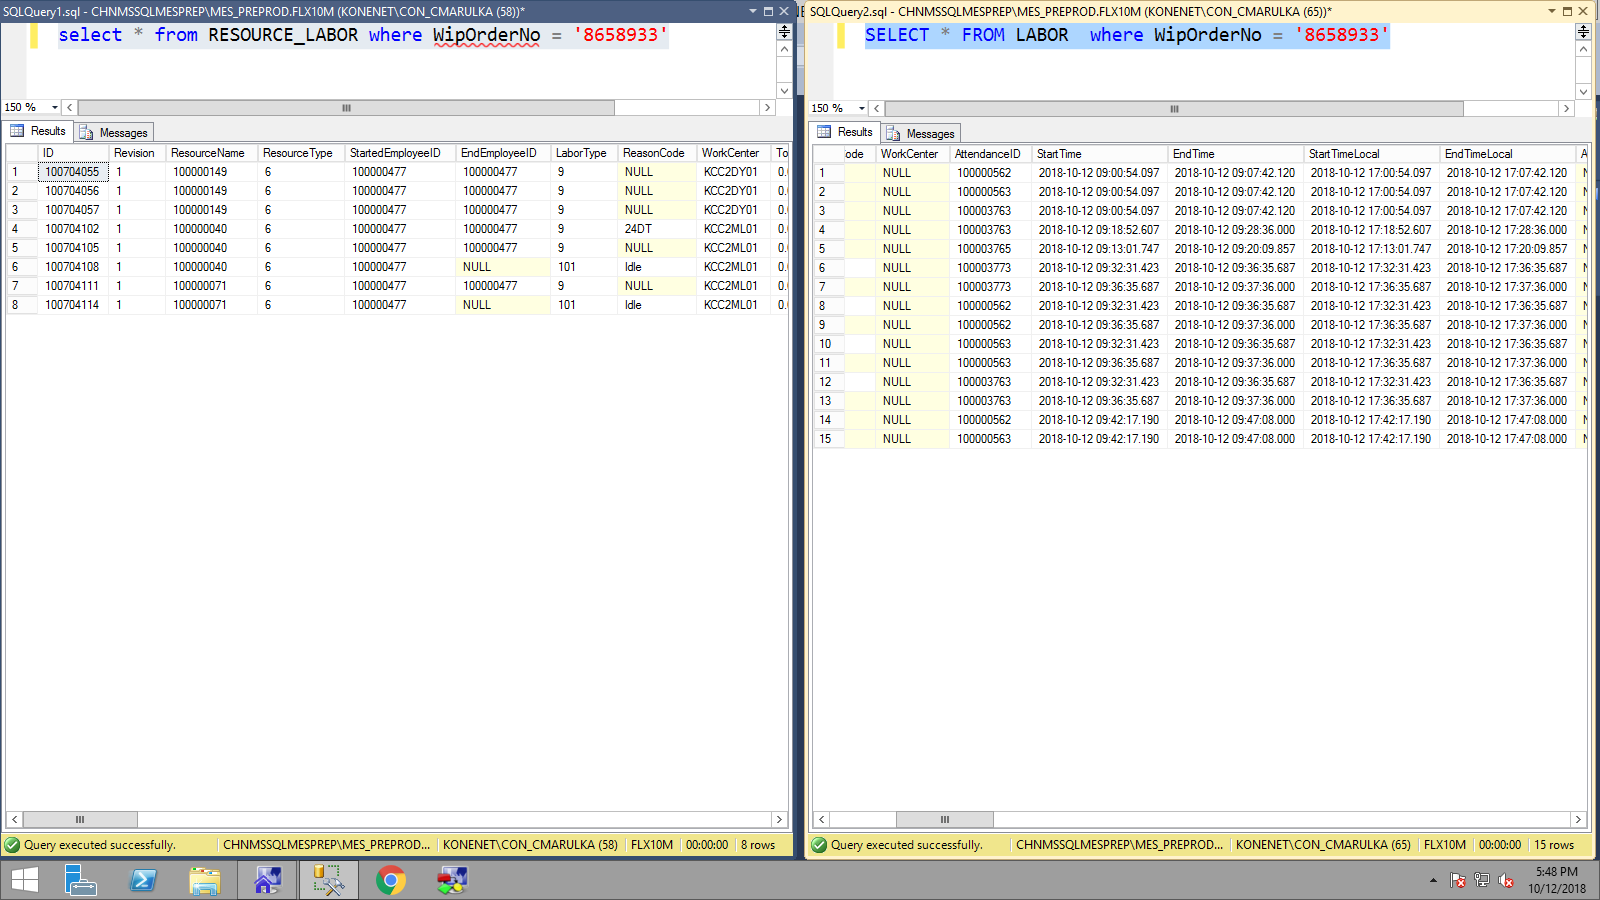 SQLQuery1.sql - CHNMSSQLMESPREP\MES_PREPROD.FLX10M (KONENET\CON_CMARULKA (58))*
select * from RESOURCE_LABOR where WipOrderNo = '8658933'
150 %
Results Messages
ID Revision ResourceName ResourceType StartedEmployeeID EndEmployeeID LaborType ReasonCode WorkCenter To
1 100704055 1 100000149 6 100000477 100000477 9 NULL KCC2DY01 0.
2 100704056 1 100000149 6 100000477 100000477 9 NULL KCC2DY01 0.
3 100704057 1 100000149 6 100000477 100000477 9 NULL KCC2DY01 0.
4 100704102 1 100000040 6 100000477 100000477 9 24DT KCC2ML01 0.
5 100704105 1 100000040 6 100000477 100000477 9 NULL KCC2ML01 0.
6 100704108 1 100000040 6 100000477 NULL 101 Idle KCC2ML01 0.
7 100704111 1 100000071 6 100000477 100000477 9 NULL KCC2ML01 0.
8 100704114 1 100000071 6 100000477 NULL 101 Idle KCC2ML01 0.
Query executed successfully. CHNMSSQLMESPREP\MES_PREPROD... KONENET\CON_CMARULKA (58) FLX10M 00:00:00 8 rows
SQLQuery2.sql - CHNMSSQLMESPREP\MES_PREPROD.FLX10M (KONENET\CON_CMARULKA (65))*
SELECT * FROM LABOR where WipOrderNo = '8658933'
150 %
Results Messages
ode WorkCenter AttendanceID StartTime EndTime StartTimeLocal EndTimeLocal A
1 NULL 100000562 2018-10-12 09:00:54.097 2018-10-12 09:07:42.120 2018-10-12 17:00:54.097 2018-10-12 17:07:42.120 N
2 NULL 100000563 2018-10-12 09:00:54.097 2018-10-12 09:07:42.120 2018-10-12 17:00:54.097 2018-10-12 17:07:42.120 N
3 NULL 100003763 2018-10-12 09:00:54.097 2018-10-12 09:07:42.120 2018-10-12 17:00:54.097 2018-10-12 17:07:42.120 N
4 NULL 100003763 2018-10-12 09:18:52.607 2018-10-12 09:28:36.000 2018-10-12 17:18:52.607 2018-10-12 17:28:36.000 N
5 NULL 100003765 2018-10-12 09:13:01.747 2018-10-12 09:20:09.857 2018-10-12 17:13:01.747 2018-10-12 17:20:09.857 N
6 NULL 100003773 2018-10-12 09:32:31.423 2018-10-12 09:36:35.687 2018-10-12 17:32:31.423 2018-10-12 17:36:35.687 N
7 NULL 100003773 2018-10-12 09:36:35.687 2018-10-12 09:37:36.000 2018-10-12 17:36:35.687 2018-10-12 17:37:36.000 N
8 NULL 100000562 2018-10-12 09:32:31.423 2018-10-12 09:36:35.687 2018-10-12 17:32:31.423 2018-10-12 17:36:35.687 N
9 NULL 100000562 2018-10-12 09:36:35.687 2018-10-12 09:37:36.000 2018-10-12 17:36:35.687 2018-10-12 17:37:36.000 N
10 NULL 100000563 2018-10-12 09:32:31.423 2018-10-12 09:36:35.687 2018-10-12 17:32:31.423 2018-10-12 17:36:35.687 N
11 NULL 100000563 2018-10-12 09:36:35.687 2018-10-12 09:37:36.000 2018-10-12 17:36:35.687 2018-10-12 17:37:36.000 N
12 NULL 100003763 2018-10-12 09:32:31.423 2018-10-12 09:36:35.687 2018-10-12 17:32:31.423 2018-10-12 17:36:35.687 N
13 NULL 100003763 2018-10-12 09:36:35.687 2018-10-12 09:37:36.000 2018-10-12 17:36:35.687 2018-10-12 17:37:36.000 N
14 NULL 100000562 2018-10-12 09:42:17.190 2018-10-12 09:47:08.000 2018-10-12 17:42:17.190 2018-10-12 17:47:08.000 N
15 NULL 100000563 2018-10-12 09:42:17.190 2018-10-12 09:47:08.000 2018-10-12 17:42:17.190 2018-10-12 17:47:08.000 N
Query executed successfully. CHNMSSQLMESPREP\MES_PREPROD... KONENET\CON_CMARULKA (65) FLX10M 00:00:00 15 rows
5:48 PM
10/12/2018